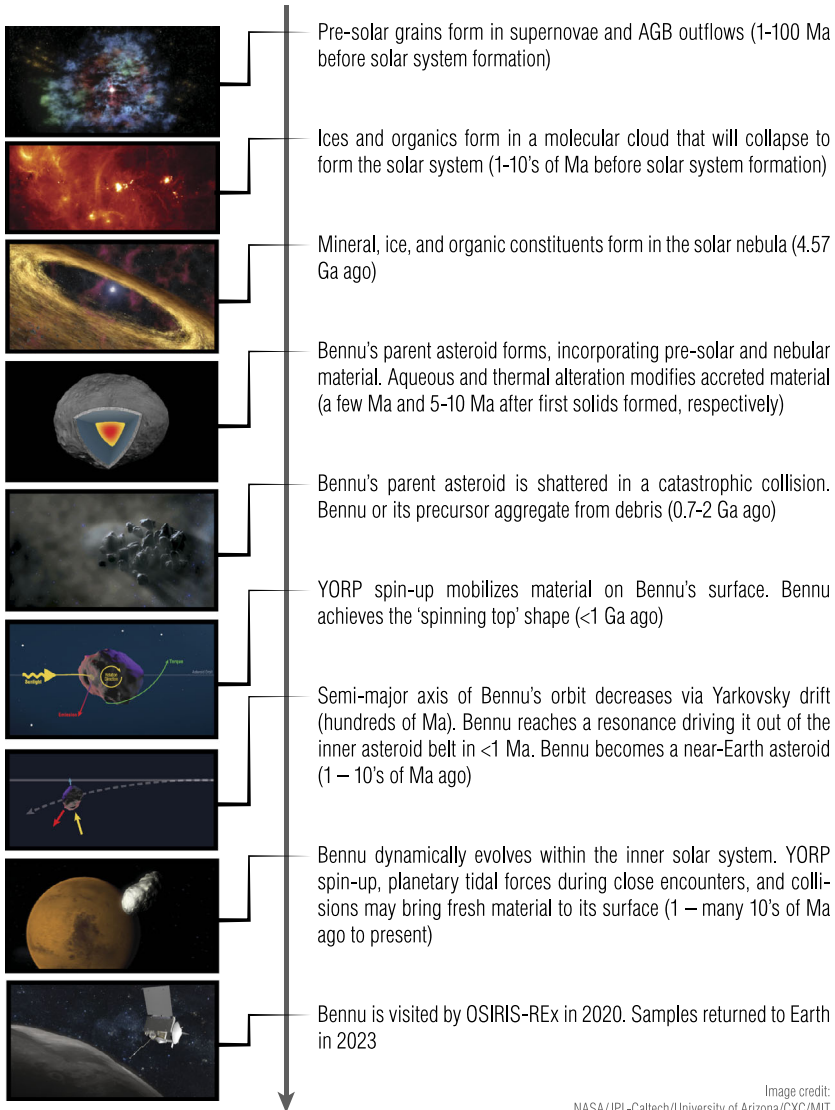 Pre-solar grains form in supernovae and AGB outflows (1-100 Ma
before solar system formation)
Ices and organics form in a molecular cloud that will collapse to
form the solar system (1-10's of Ma before solar system formation)
Mineral, ice, and organic constituents form in the solar nebula (4.57
Ga ago)
Bennu's parent asteroid forms, incorporating pre-solar and nebular
material. Aqueous and thermal alteration modifies accreted material
(a few Ma and 5-10 Ma after first solids formed, respectively)
Bennu's parent asteroid is shattered in a catastrophic collision.
Bennu or its precursor aggregate from debris (0.7-2 Ga ago)
YORP spin-up mobilizes material on Bennu's surface. Bennu
achieves the 'spinning top' shape (<1 Ga ago)
Torque
Sunlight
Semi-major axis of Bennu's orbit decreases via Yarkovsky drift
(hundreds of Ma). Bennu reaches a resonance driving it out of the
inner asteroid belt in <1 Ma. Bennu becomes a near-Earth asteroid
(1 – 10's of Ma ago)
Bennu dynamically evolves within the inner solar system. YORP
spin-up, planetary tidal forces during close encounters, and colli-
sions may bring fresh material to its surface (1 – many 10's of Ma
ago to present)
Bennu is visited by OSIRIS-REx in 2020. Samples returned to Earth
in 2023
Image credit:
NASA/JPL-Caltech/University of Arizona/CXC/MIT